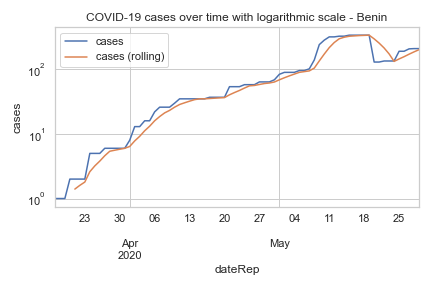 COVID-19 cases over time with logarithmic scale - Benin
cases
cases (rolling)
10²
10¹
10⁰
cases
23 30 06 13 20 27 04 11 18 25
Apr May
2020
dateRep